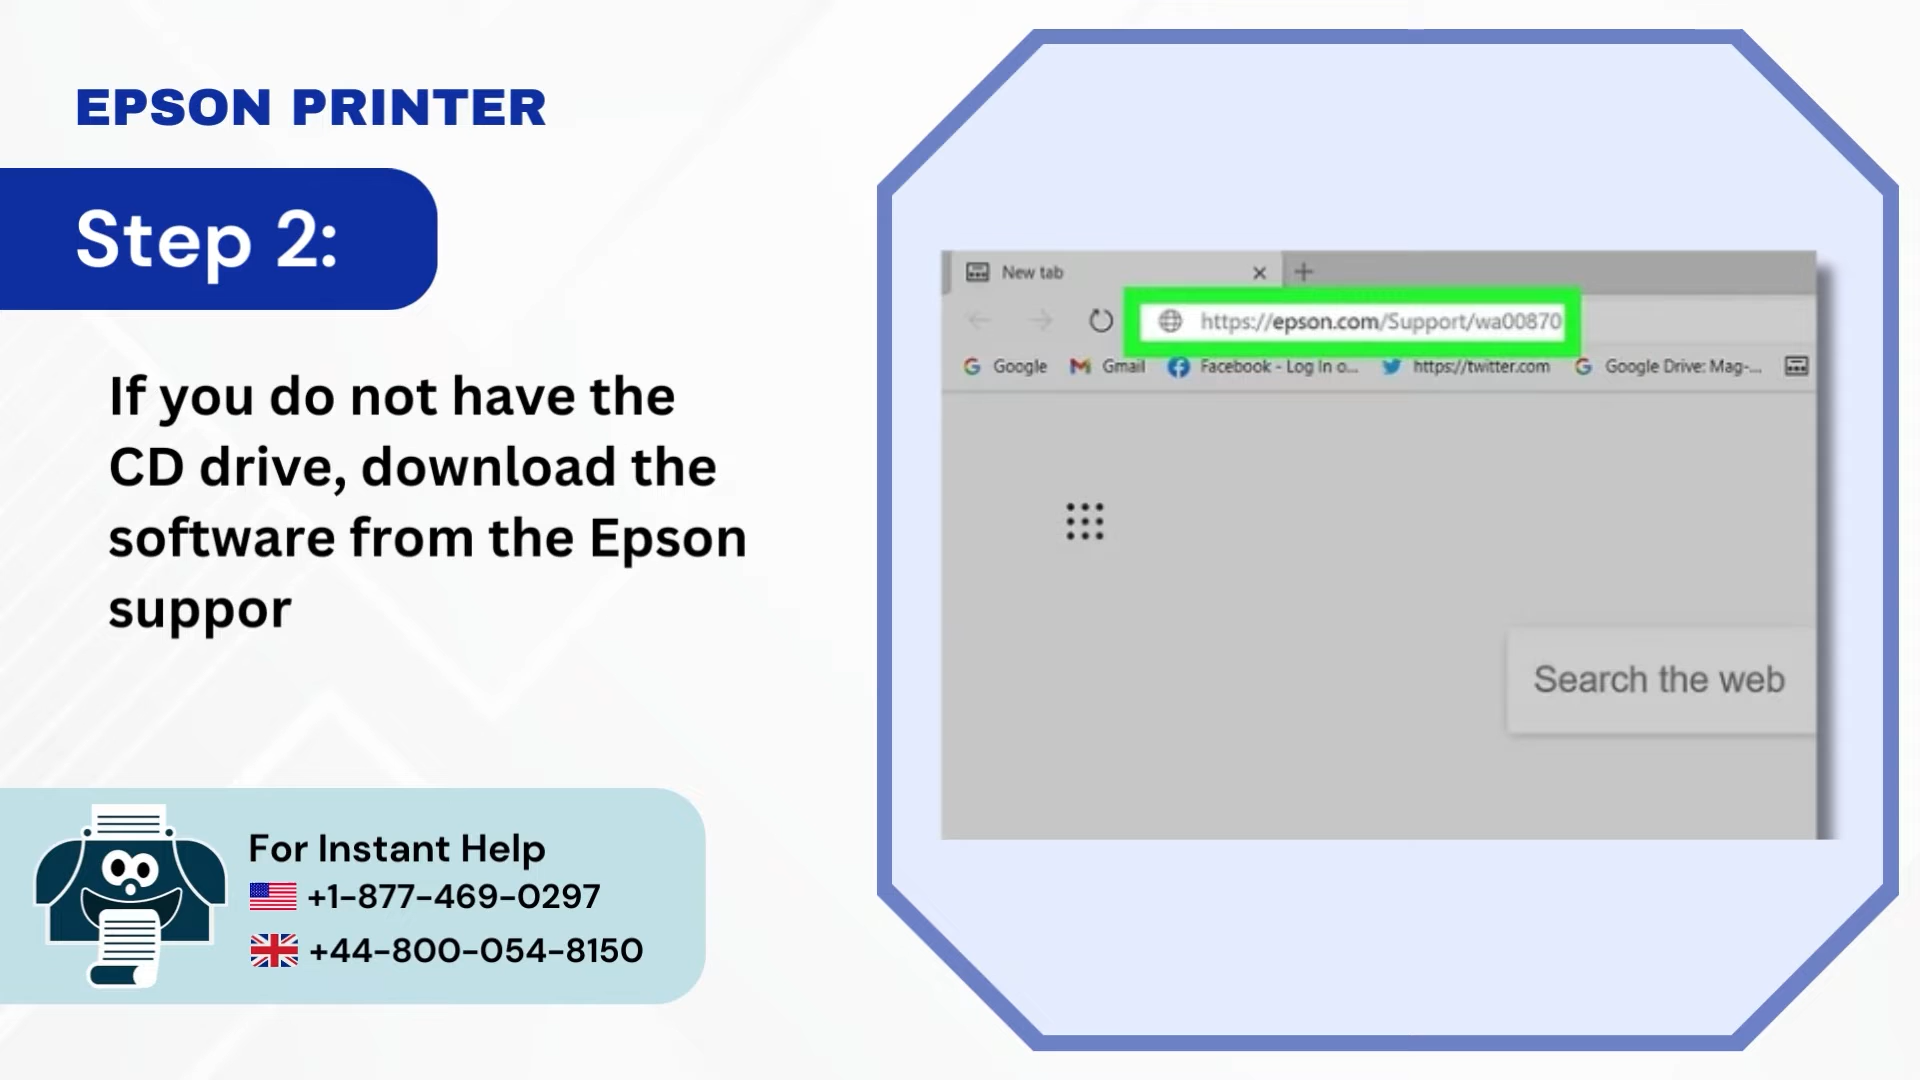 EPSON PRINTER
Step 2:
If you do not have the
CD drive, download the
software from the Epson
suppor
For Instant Help
+1-877-469-0297
+44-800-054-8150
New tab
https://epson.com/Support/wa00870
Google Gmail Facebook - Log In o... https://twitter.com Google Drive: Mag-...
Search the web